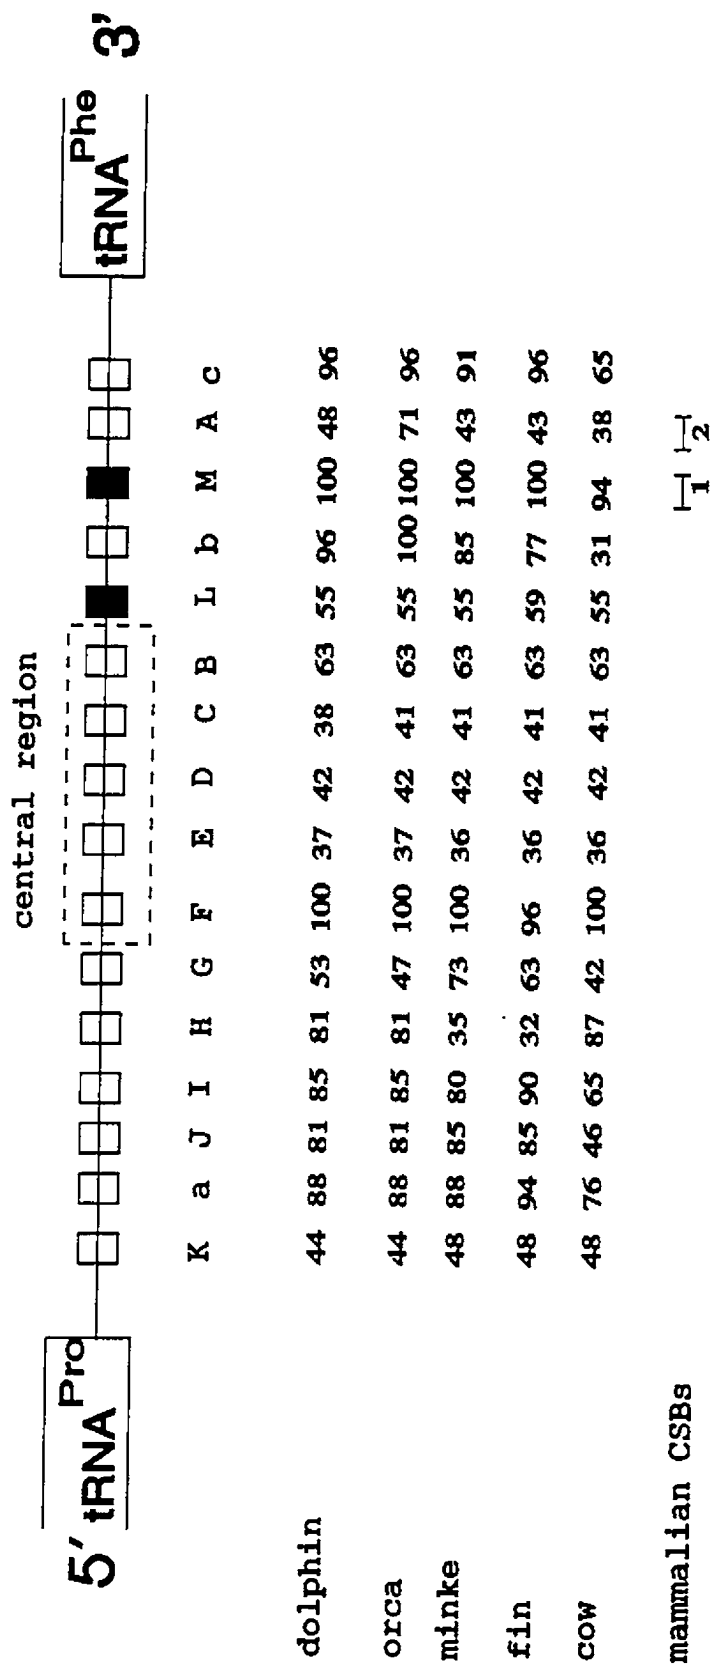 central region
5' tRNA^Pro tRNA^Phe 3'
K a J I H G F E D C B L b M A c
dolphin 44 88 81 85 81 53 100 37 42 38 63 55 96 100 48 96
orca 44 88 81 85 81 47 100 37 42 41 63 55 100 100 71 96
minke 48 88 85 80 35 73 100 36 42 41 63 55 85 100 43 91
fin 48 94 85 90 32 63 96 36 42 41 63 59 77 100 43 96
cow 48 76 46 65 87 42 100 36 42 41 63 55 31 94 38 65
mammalian CSBs 1 2